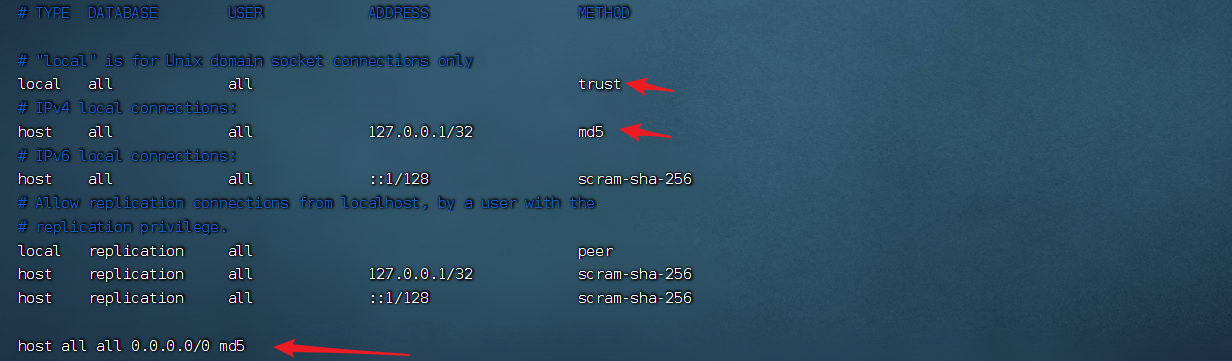 # TYPE  DATABASE        USER            ADDRESS                 METHOD
# "local" is for Unix domain socket connections only
local   all             all                                     trust
# IPv4 local connections:
host    all             all             127.0.0.1/32            md5
# IPv6 local connections:
host    all             all             ::1/128                 scram-sha-256
# Allow replication connections from localhost, by a user with the
# replication privilege.
local   replication     all                                     peer
host    replication     all             127.0.0.1/32            scram-sha-256
host    replication     all             ::1/128                 scram-sha-256
host all all 0.0.0.0/0 md5